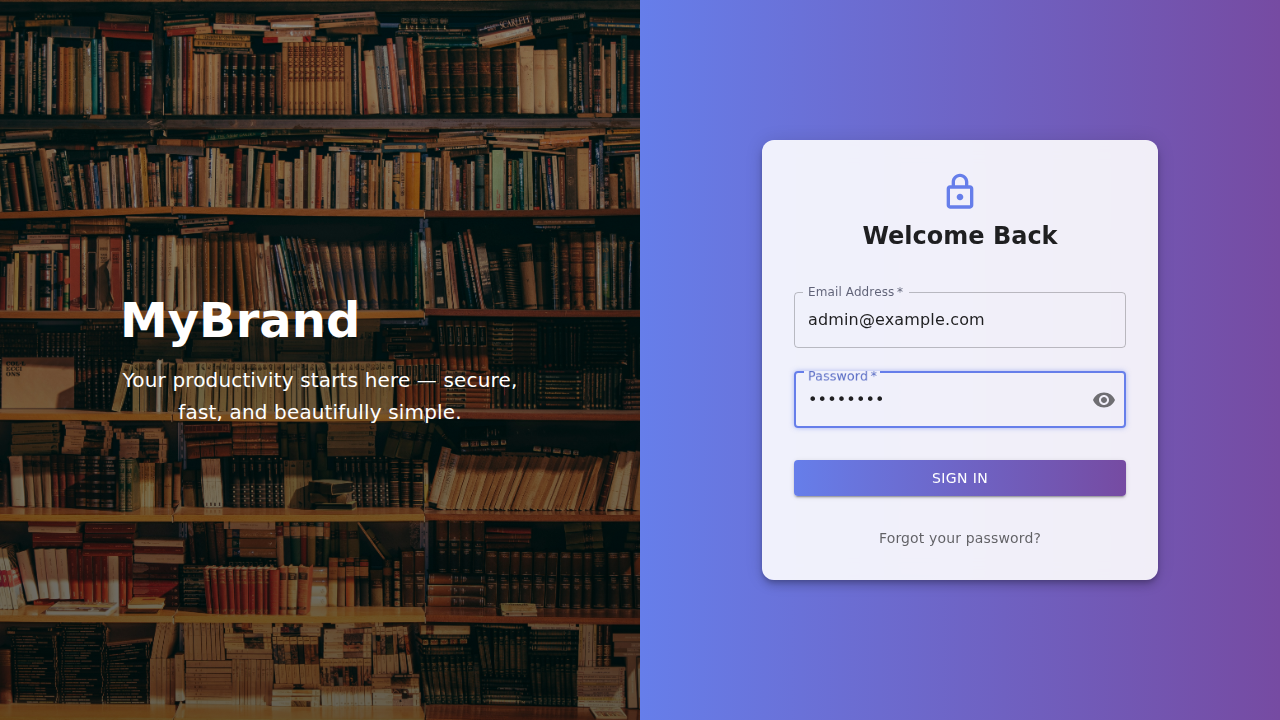 MyBrand
Your productivity starts here — secure,
fast, and beautifully simple.
Welcome Back
Email Address *
admin@example.com
Password *
••••••••
SIGN IN
Forgot your password?
SCARLETT